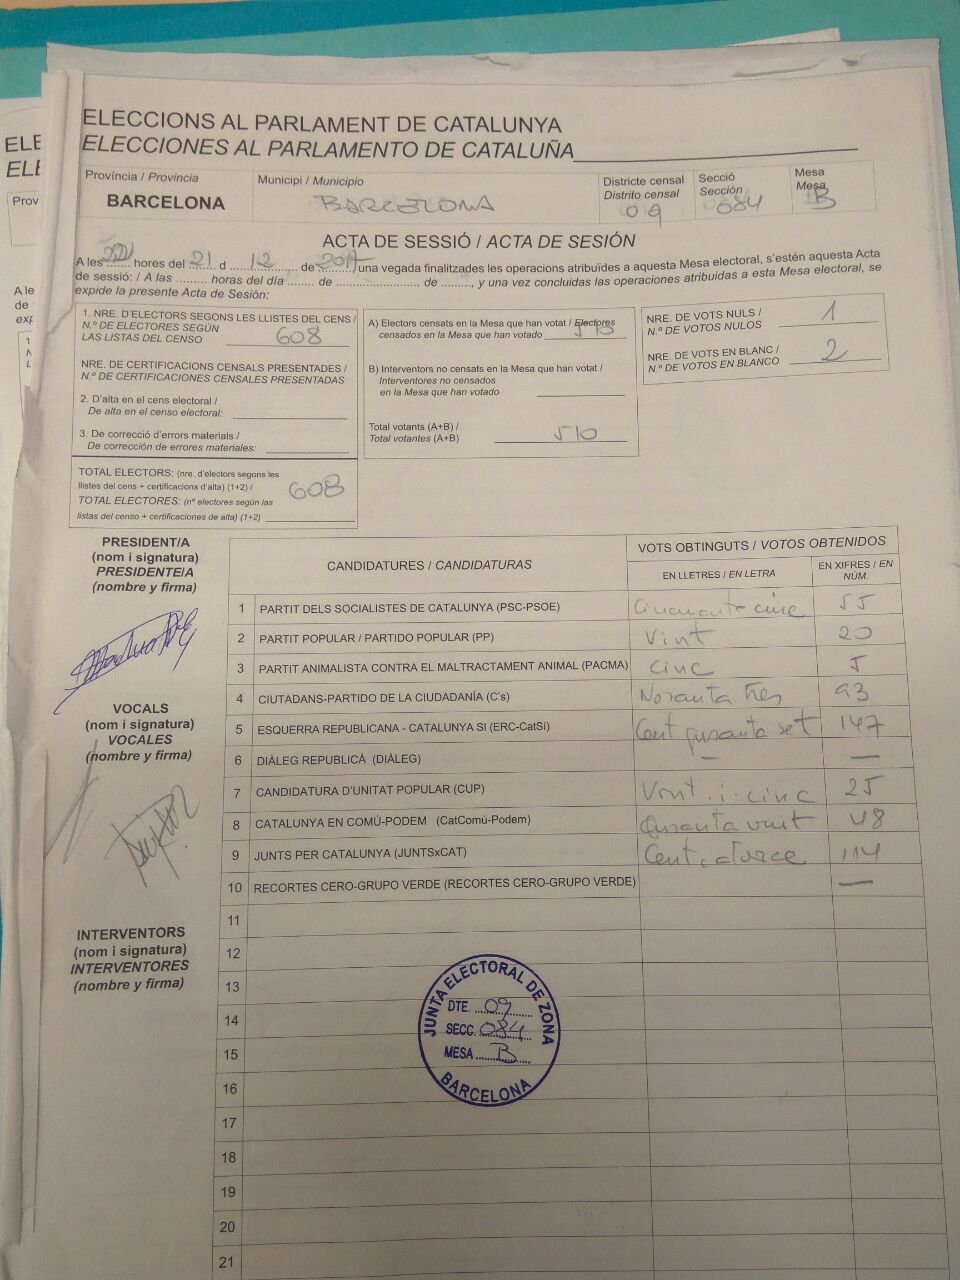 ELECCIONS AL PARLAMENT DE CATALUNYA
ELECCIONES AL PARLAMENTO DE CATALUÑA
Província / Provincia
BARCELONA
Municipi / Municipio
BARCELONA
Districte censal
Distrito censal
09
Secció
Sección
084
Mesa
Mesa
B
ACTA DE SESSIÓ / ACTA DE SESIÓN
A les 22 hores del 21 d 12 de 2017, una vegada finalitzades les operacions atribuïdes a aquesta Mesa electoral, s'estén aquesta Acta
de sessió: / A las ......... horas del día ....... de ...................... de ........, y una vez concluidas las operaciones atribuidas a esta Mesa electoral, se
expide la presente Acta de Sesión:
1. NRE. D'ELECTORS SEGONS LES LLISTES DEL CENS /
N.º DE ELECTORES SEGÚN
LAS LISTAS DEL CENSO 608
NRE. DE CERTIFICACIONS CENSALS PRESENTADES /
N.º DE CERTIFICACIONES CENSALES PRESENTADAS
2. D'alta en el cens electoral /
De alta en el censo electoral:
3. De correcció d'errors materials /
De corrección de errores materiales:
TOTAL ELECTORS: (nre. d'electors segons les
llistes del cens + certificacions d'alta) (1+2) / 608
TOTAL ELECTORES: (nº electores según las
listas del censo + certificaciones de alta) (1+2)
A) Electors censats en la Mesa que han votat / Electores
censados en la Mesa que han votado 510
B) Interventors no censats en la Mesa que han votat /
Interventores no censados
en la Mesa que han votado
Total votants (A+B) /
Total votantes (A+B) 510
NRE. DE VOTS NULS /
N.º DE VOTOS NULOS 1
NRE. DE VOTS EN BLANC /
N.º DE VOTOS EN BLANCO 2
PRESIDENT/A
(nom i signatura)
PRESIDENTE/A
(nombre y firma)
VOCALS
(nom i signatura)
VOCALES
(nombre y firma)
INTERVENTORS
(nom i signatura)
INTERVENTORES
(nombre y firma)
CANDIDATURES / CANDIDATURAS
VOTS OBTINGUTS / VOTOS OBTENIDOS
EN LLETRES / EN LETRA
EN XIFRES / EN
NÚM.
1 PARTIT DELS SOCIALISTES DE CATALUNYA (PSC-PSOE) Cincuanta cinc 55
2 PARTIT POPULAR / PARTIDO POPULAR (PP) Vint 20
3 PARTIT ANIMALISTA CONTRA EL MALTRACTAMENT ANIMAL (PACMA) cinc 5
4 CIUTADANS-PARTIDO DE LA CIUDADANÍA (C's) Noranta tres 93
5 ESQUERRA REPUBLICANA - CATALUNYA SI (ERC-CatSí) Cent quranta set 147
6 DIÀLEG REPUBLICÀ (DIÀLEG) — —
7 CANDIDATURA D'UNITAT POPULAR (CUP) Vint.i.cinc 25
8 CATALUNYA EN COMÚ-PODEM (CatComú-Podem) Quranta vuit 48
9 JUNTS PER CATALUNYA (JUNTSxCAT) Cent catorce 114
10 RECORTES CERO-GRUPO VERDE (RECORTES CERO-GRUPO VERDE) —
11
12
13
14
15
16
17
18
19
20
21
JUNTA ELECTORAL DE ZONA
DTE. 09
SECC. 084
MESA B
BARCELONA